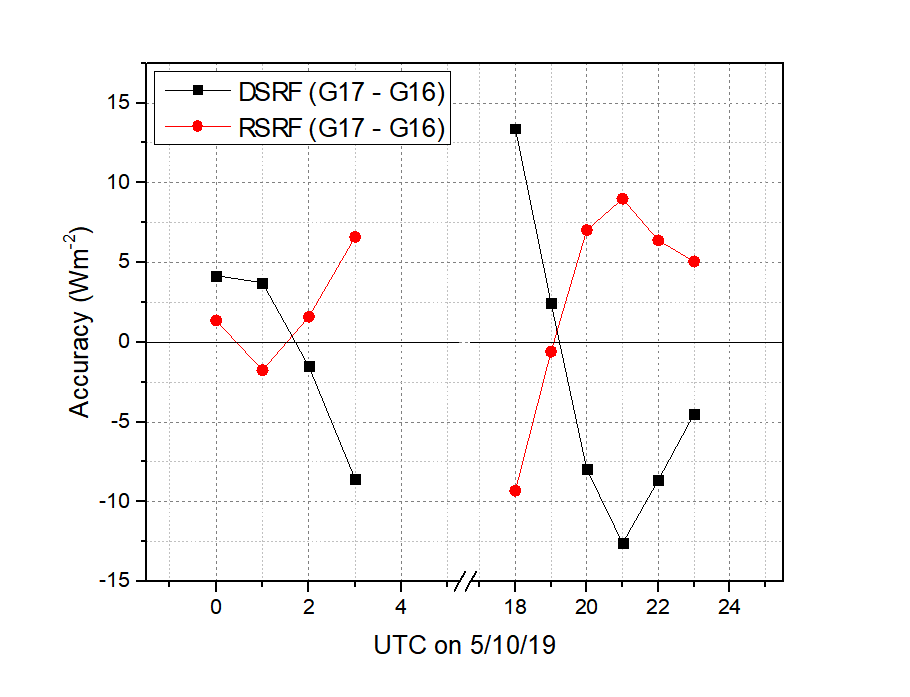 DSRF (G17 - G16)
RSRF (G17 - G16)
15
10
5
0
-5
-10
-15
Accuracy (Wm-2)
0 2 4 18 20 22 24
UTC on 5/10/19